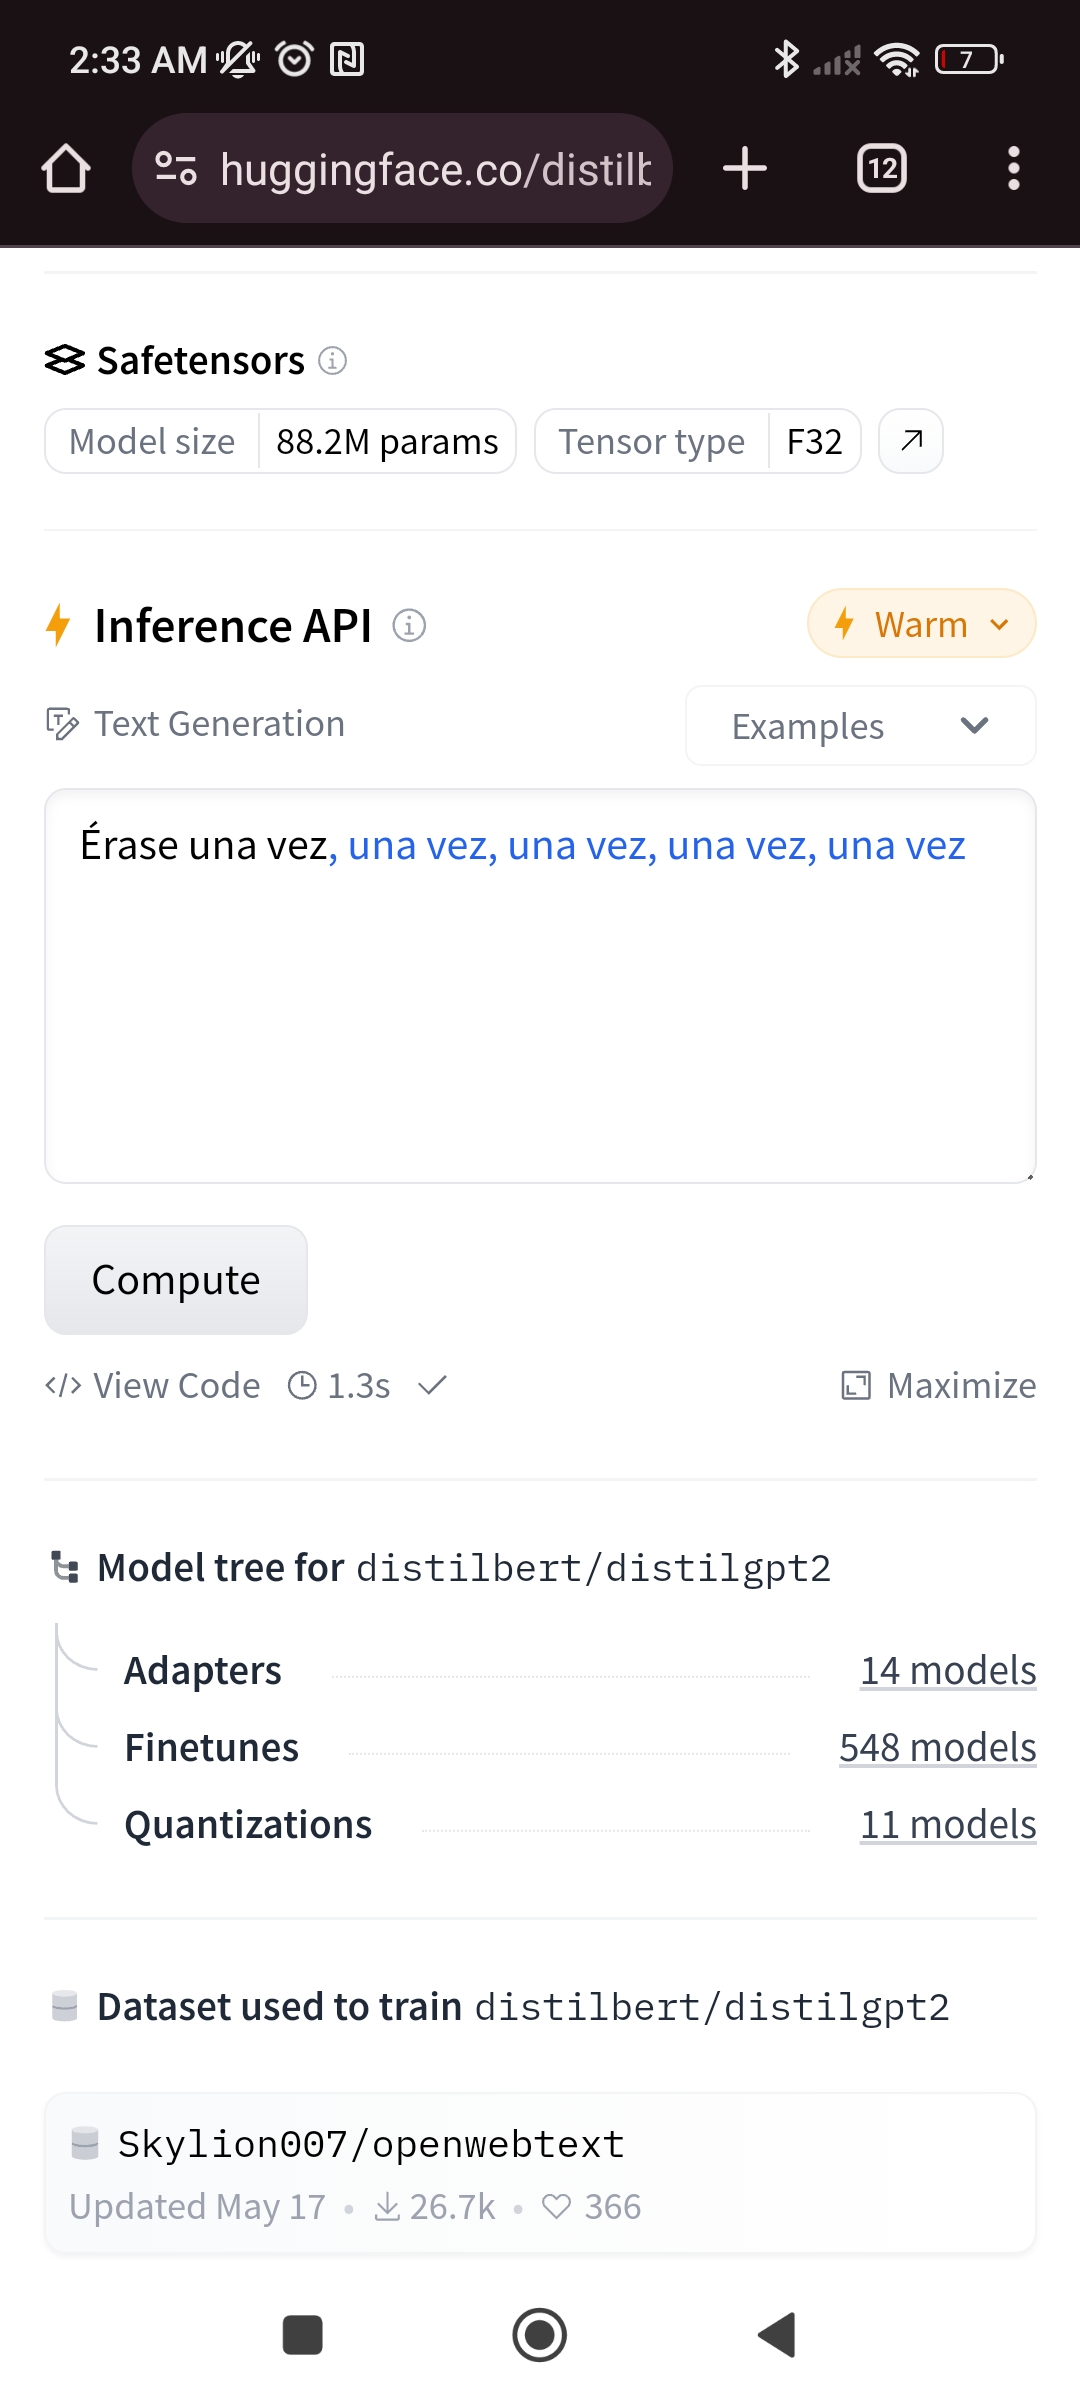 2:33 AM 7
huggingface.co/distilb 12
Safetensors
Model size 88.2M params Tensor type F32
Inference API Warm
Text Generation Examples
Érase una vez, una vez, una vez, una vez, una vez
Compute
View Code 1.3s Maximize
Model tree for distilbert/distilgpt2
Adapters 14 models
Finetunes 548 models
Quantizations 11 models
Dataset used to train distilbert/distilgpt2
Skylion007/openwebtext
Updated May 17 • 26.7k • 366